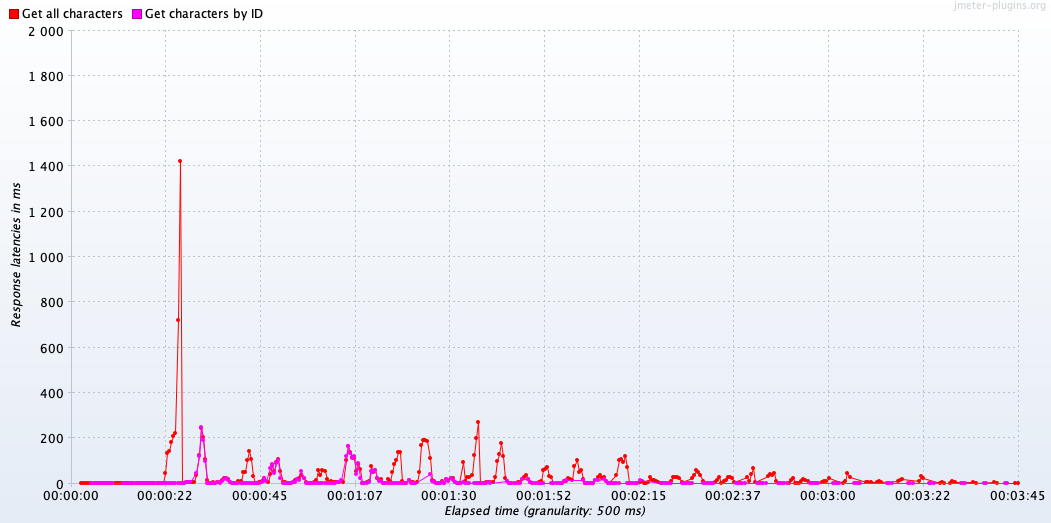 jmeter-plugins.org
Get all characters Get characters by ID
2 000
1 800
1 600
1 400
1 200
1 000
800
600
400
200
0
Response latencies in ms
00:00:00 00:00:22 00:00:45 00:01:07 00:01:30 00:01:52 00:02:15 00:02:37 00:03:00 00:03:22 00:03:45
Elapsed time (granularity: 500 ms)